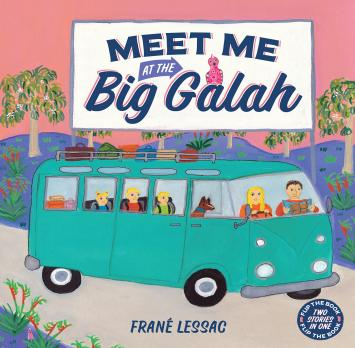 MEET ME
AT THE
Big Galah
FRANÉ LESSAC
FLIP THE BOOK
TWO
STORIES
IN ONE
FLIP THE BOOK